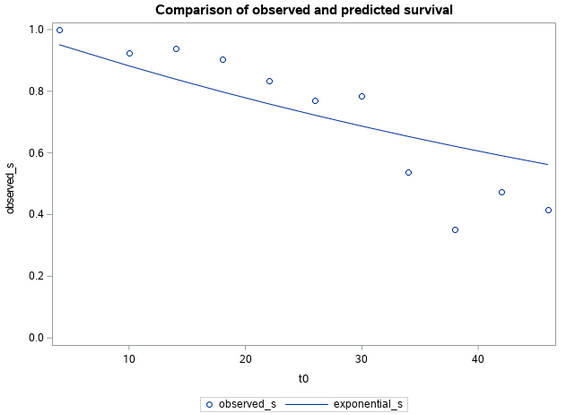 Comparison of observed and predicted survival
1.0
0.8
0.6
0.4
0.2
0.0
observed_s
10 20 30 40
t0
observed_s exponential_s